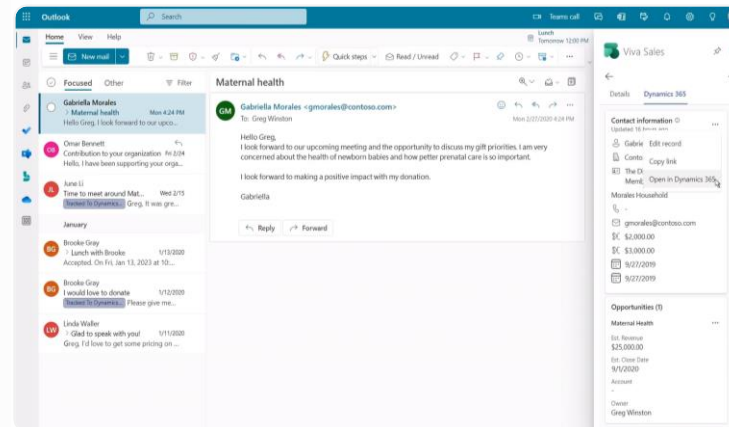 Outlook
Search
Teams call
Home View Help
Lunch
Tomorrow 12:00 PM
New mail
Quick steps
Read / Unread
Focused Other Filter
Gabriella Morales
> Maternal health Mon 4:24 PM
Hello Greg, I look forward to our upco...
OB
Omar Bennett
Contribution to your organization Fri 2/24
Hello, I have been supporting your orga...
JL
June Li
Time to meet around Mat... Wed 2/15
Tracked To Dynamics... Greg, It was gre...
January
BG
Brooke Gray
> Lunch with Brooke 1/13/2020
Accepted. On Fri, Jan 13, 2023 at 10:...
BG
Brooke Gray
I would love to donate 1/12/2020
Tracked To Dynamics... Please give me...
LW
Linda Waller
> Glad to speak with you! 1/11/2020
Greg, I'd love to get some pricing on ...
Maternal health
GM
Gabriella Morales <gmorales@contoso.com>
To: Greg Winston
Mon 2/27/2020 4:24 PM
Hello Greg,
I look forward to our upcoming meeting and the opportunity to discuss my gift priorities. I am very
concerned about the health of newborn babies and how better prenatal care is so important.
I look forward to making a positive impact with my donation.
Gabriella
Reply Forward
Viva Sales
Details Dynamics 365
Contact information
Updated 16
Gabrie
Edit record
Conto
Copy link
The D
Open in Dynamics 365
Memb
Morales Household
-
gmorales@contoso.com
$2,000.00
$3,000.00
9/27/2019
9/27/2019
Opportunities (1)
Maternal Health
Est. Revenue
$25,000.00
Est. Close Date
9/1/2020
Account
-
Owner
Greg Winston